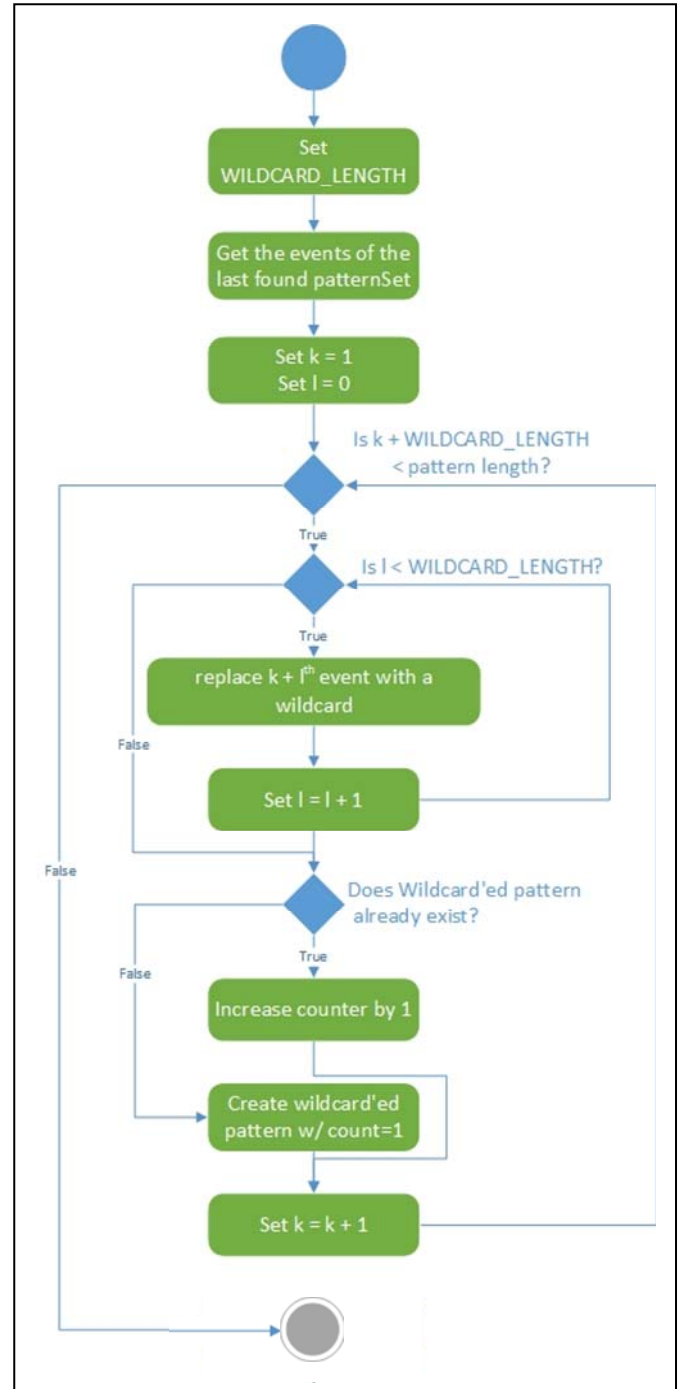 Set
WILDCARD_LENGTH
Get the events of the
last found patternSet
Set k = 1
Set l = 0
Is k + WILDCARD_LENGTH
< pattern length?
True
Is l < WILDCARD_LENGTH?
True
replace k + lth event with a
wildcard
False
Set l = l + 1
False
Does Wildcard'ed pattern
already exist?
True
False
Increase counter by 1
Create wildcard'ed
pattern w/ count=1
Set k = k + 1